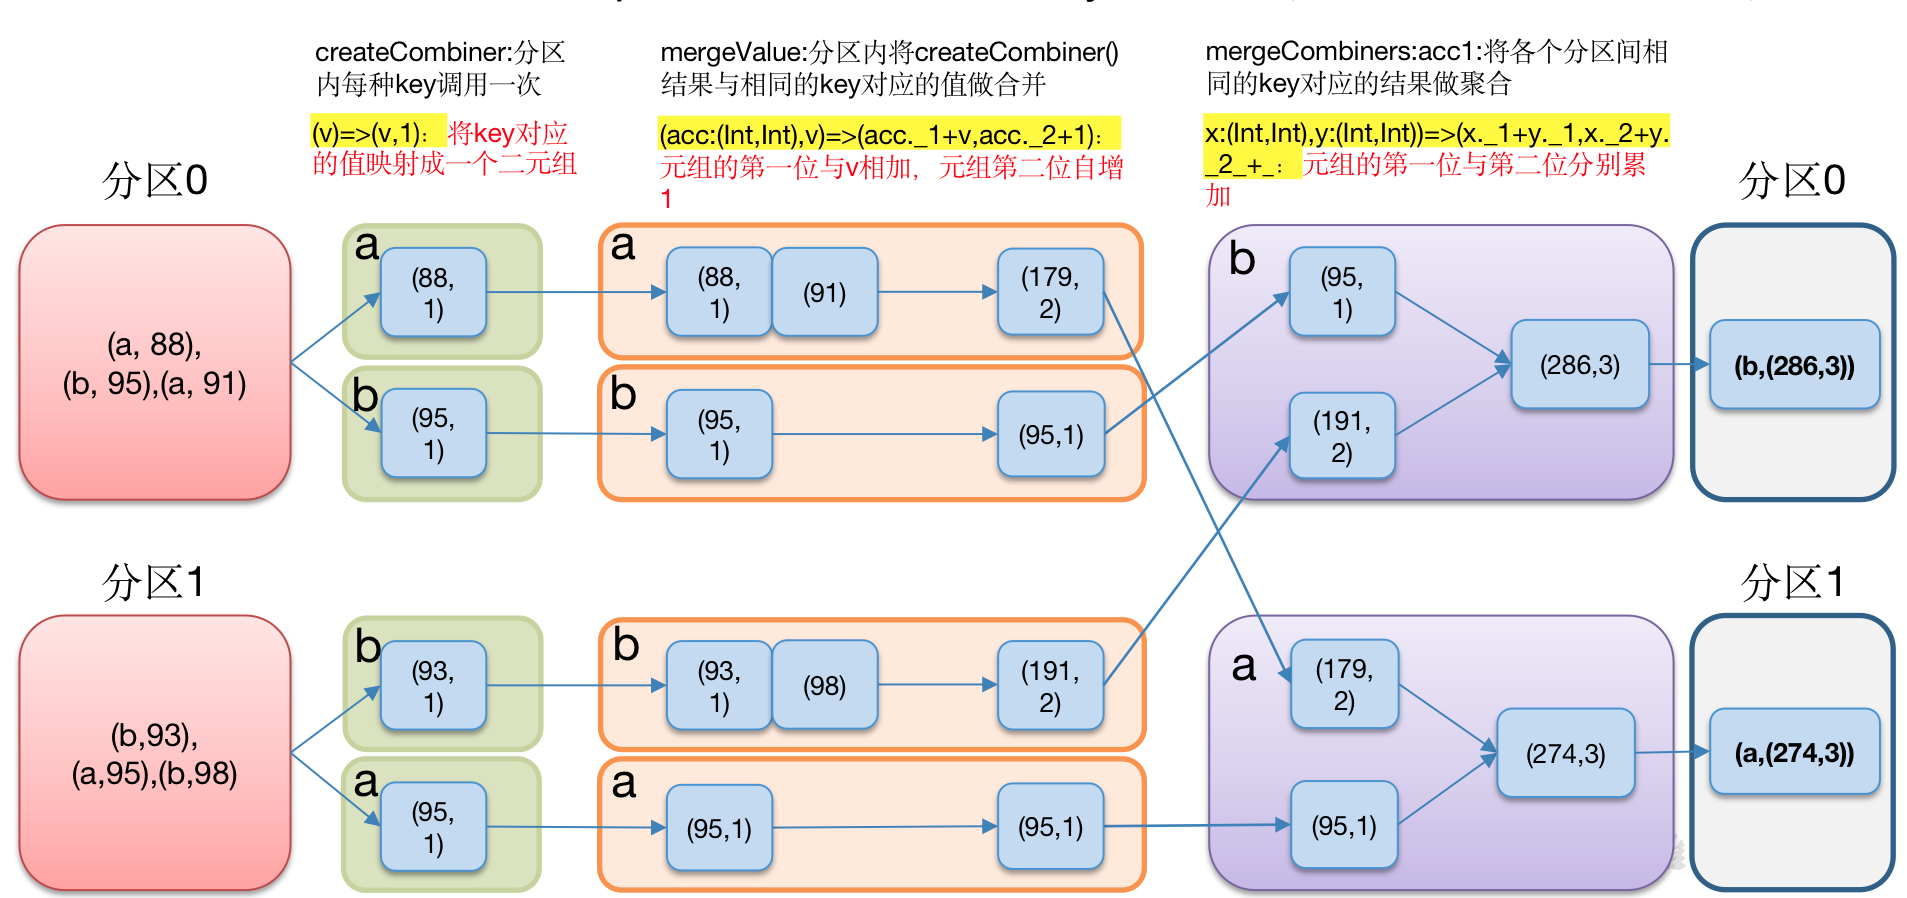 createCombiner:分区
内每种key调用一次
(v)=>(v,1)： 将key对应
的值映射成一个二元组
mergeValue:分区内将createCombiner()
结果与相同的key对应的值做合并
(acc:(Int,Int),v)=>(acc._1+v,acc._2+1)：
元组的第一位与v相加，元组第二位自增
1
mergeCombiners:acc1:将各个分区间相
同的key对应的结果做聚合
x:(Int,Int),y:(Int,Int))=>(x._1+y._1,x._2+y.
_2_+_： 元组的第一位与第二位分别累
加
分区0
分区0
(a, 88),
(b, 95),(a, 91)
a
(88,
1)
b
(95,
1)
a
(88,
1)
(91)
(179,
2)
b
(95,
1)
(95,1)
b
(95,
1)
(191,
2)
(286,3)
(b,(286,3))
分区1
分区1
(b,93),
(a,95),(b,98)
b
(93,
1)
a
(95,
1)
b
(93,
1)
(98)
(191,
2)
a
(95,1)
(95,1)
a
(179,
2)
(95,1)
(274,3)
(a,(274,3))